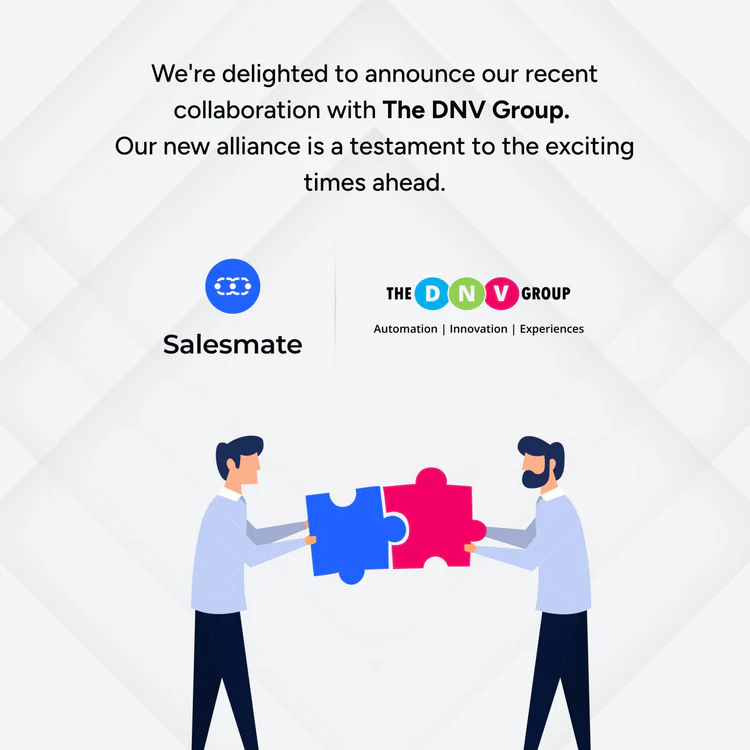 We're delighted to announce our recent
collaboration with The DNV Group.
Our new alliance is a testament to the exciting
times ahead.
Salesmate
THE DNV GROUP
Automation | Innovation | Experiences